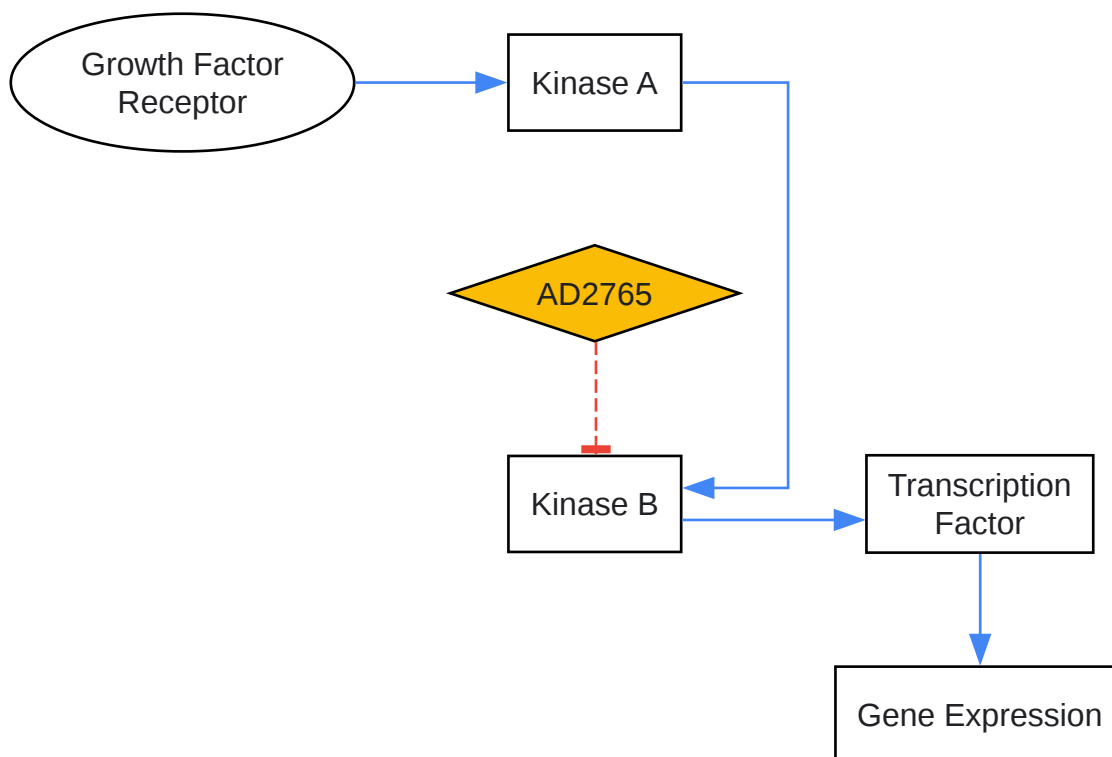 Growth Factor
Receptor
Kinase A
AD2765
Kinase B
Transcription
Factor
Gene Expression